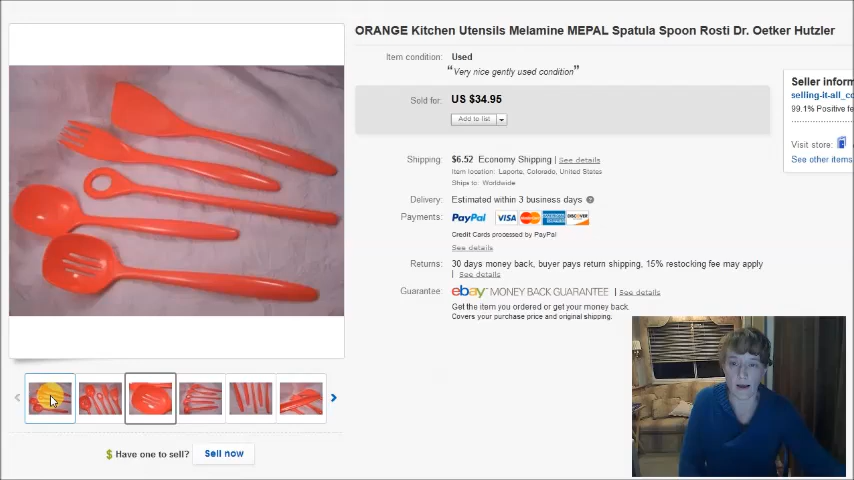 ORANGE Kitchen Utensils Melamine MEPAL Spatula Spoon Rosti Dr. Oetker Hutzler
Item condition: Used
"Very nice gently used condition"
Sold for: US $34.95
Add to list
Shipping: $6.52 Economy Shipping | See details
Item location: Laporte, Colorado, United States
Ships to: Worldwide
Delivery: Estimated within 3 business days
Payments: PayPal VISA MasterCard DISCOVER
Credit Cards processed by PayPal
See details
Returns: 30 days money back, buyer pays return shipping, 15% restocking fee may apply
| See details
Guarantee: ebay MONEY BACK GUARANTEE | See details
Get the item you ordered or get your money back.
Covers your purchase price and original shipping.
Seller inform
selling-it-all_co
99.1% Positive fe
Visit store:
See other items
$ Have one to sell? Sell now